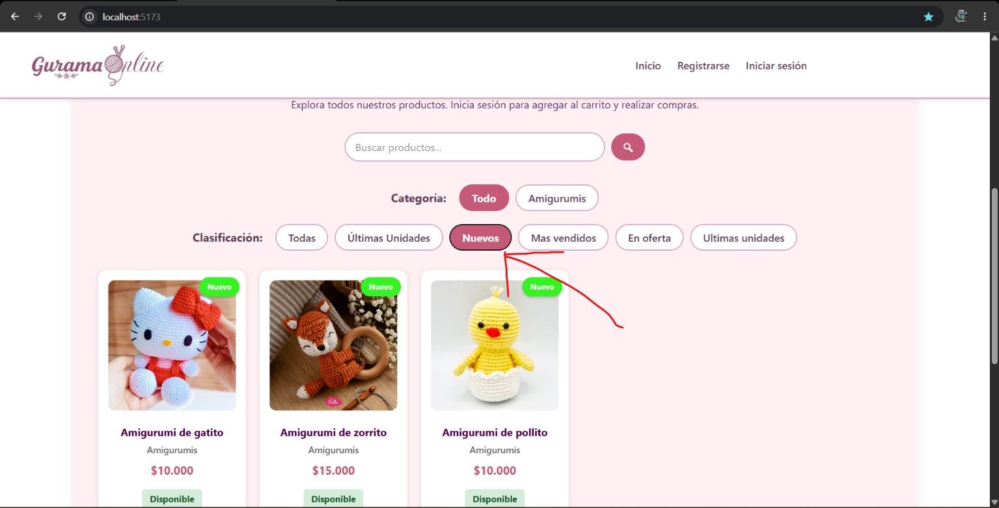 localhost:5173
Gurama Online
Inicio Registrarse Iniciar sesión
Explora todos nuestros productos. Inicia sesión para agregar al carrito y realizar compras.
Buscar productos...
Categoría: Todo Amigurumis
Clasificación: Todas Últimas Unidades Nuevos Mas vendidos En oferta Ultimas unidades
Nuevo Nuevo Nuevo
Amigurumi de gatito Amigurumi de zorrito Amigurumi de pollito
Amigurumis Amigurumis Amigurumis
$10.000 $15.000 $10.000
Disponible Disponible Disponible